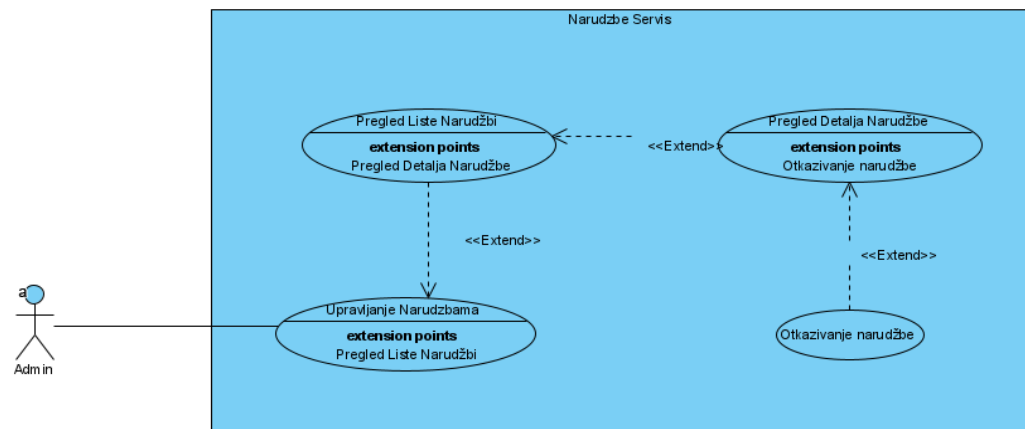 Narudzbe Servis
Pregled Liste Narudžbi
extension points
Pregled Detalja Narudžbe
<<Extend>>
Pregled Detalja Narudžbe
extension points
Otkazivanje narudžbe
<<Extend>>
<<Extend>>
a
Admin
Upravljanje Narudzbama
extension points
Pregled Liste Narudžbi
Otkazivanje narudžbe